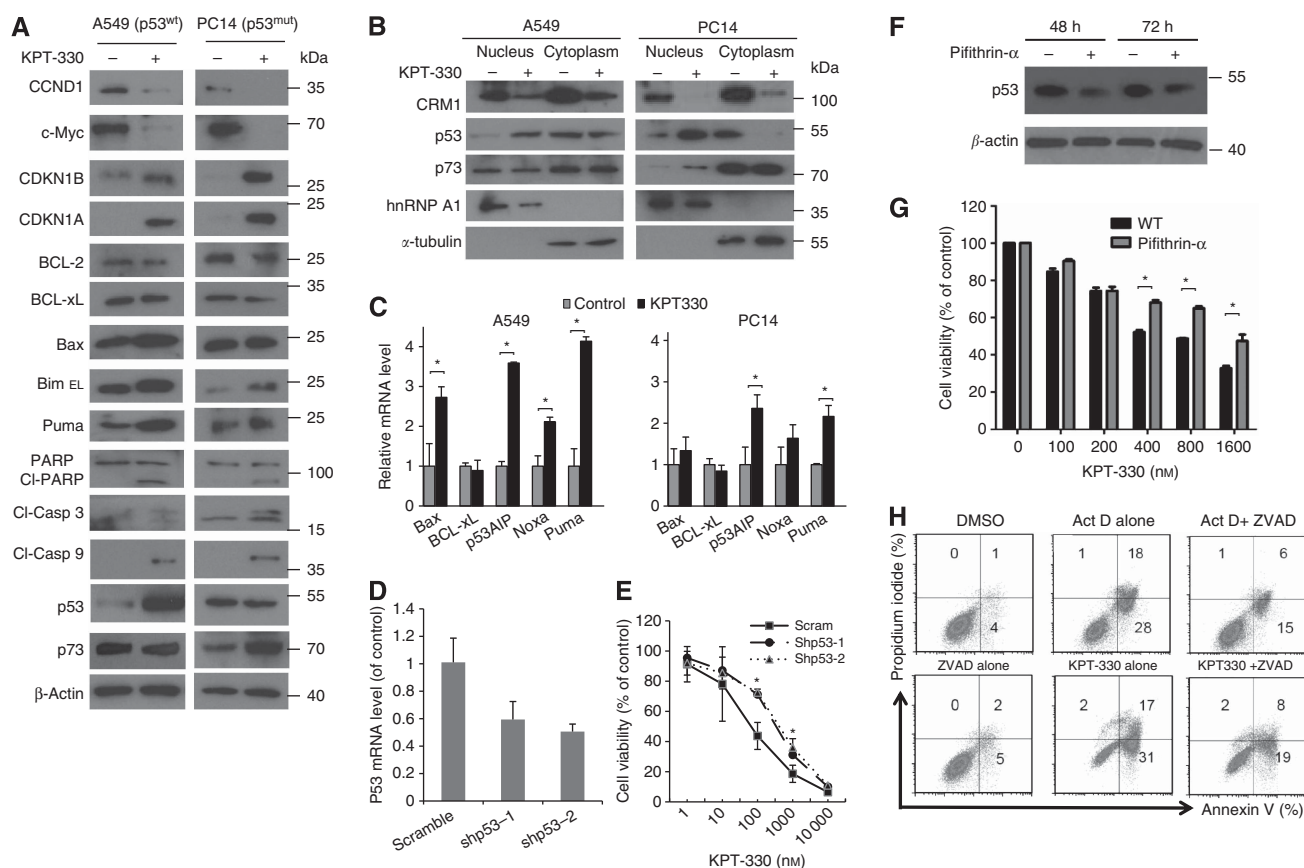 A
A549 (p53wt) PC14 (p53mut)
KPT-330 – + – + kDa
CCND1 35
c-Myc 70
CDKN1B 25
CDKN1A 25
BCL-2 25
BCL-xL 35
Bax 25
Bim EL 25
Puma 25
PARP
Cl-PARP 100
Cl-Casp 3 15
Cl-Casp 9 35
p53 55
p73 70
β-Actin 40
B
A549 PC14
Nucleus Cytoplasm Nucleus Cytoplasm
KPT-330 – + – + – + – + kDa
CRM1 100
p53 55
p73 70
hnRNP A1 35
α-tubulin 55
C
Control KPT330
A549 PC14
Relative mRNA level
4
2
1
0
* * * *
Bax BCL-xL p53AIP Noxa Puma
4
2
1
0
* *
Bax BCL-xL p53AIP Noxa Puma
D
P53 mRNA level (of control)
1.4
1.2
1
0.8
0.6
0.4
0.2
0
Scramble shp53–1 shp53–2
E
Cell viability (% of control)
120
100
80
60
40
20
0
Scram
Shp53-1
Shp53-2
* *
1 10 100 1000 10 000
KPT-330 (nM)
F
48 h 72 h
Pifithrin-α – + – +
p53 55
β-actin 40
G
Cell viability (% of control)
120
100
80
60
40
20
0
WT
Pifithrin-α
* * *
0 100 200 400 800 1600
KPT-330 (nM)
H
Propidium iodide (%)
DMSO Act D alone Act D+ ZVAD
0 1 1 18 1 6
4 28 15
ZVAD alone KPT-330 alone KPT330 +ZVAD
0 2 2 17 2 8
5 31 19
Annexin V (%)